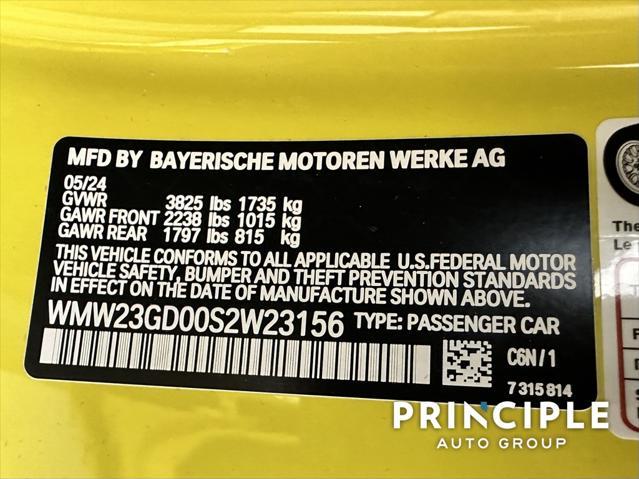 MFD BY BAYERISCHE MOTOREN WERKE AG
05/24
GVWR 3825 lbs 1735 kg
GAWR FRONT 2238 lbs 1015 kg
GAWR REAR 1797 lbs 815 kg
THIS VEHICLE CONFORMS TO ALL APPLICABLE U.S.FEDERAL MOTOR
VEHICLE SAFETY, BUMPER AND THEFT PREVENTION STANDARDS
IN EFFECT ON THE DATE OF MANUFACTURE SHOWN ABOVE.
WMW23GD00S2W23156 TYPE: PASSENGER CAR
C6N/1
7315814
The
Le
PRINCIPLE
AUTO GROUP